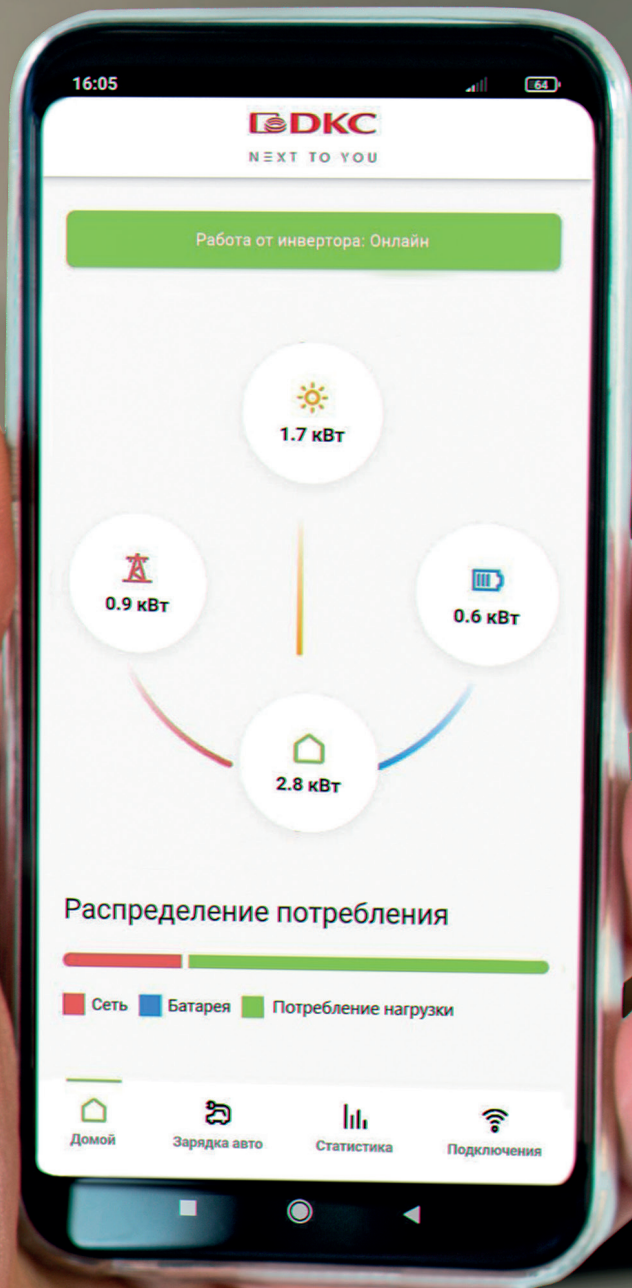 16:05
64
DKC
NEXT TO YOU
Работа от инвертора: Онлайн
1.7 кВт
0.9 кВт
0.6 кВт
2.8 кВт
Распределение потребления
Сеть Батарея Потребление нагрузки
Домой Зарядка авто Статистика Подключения